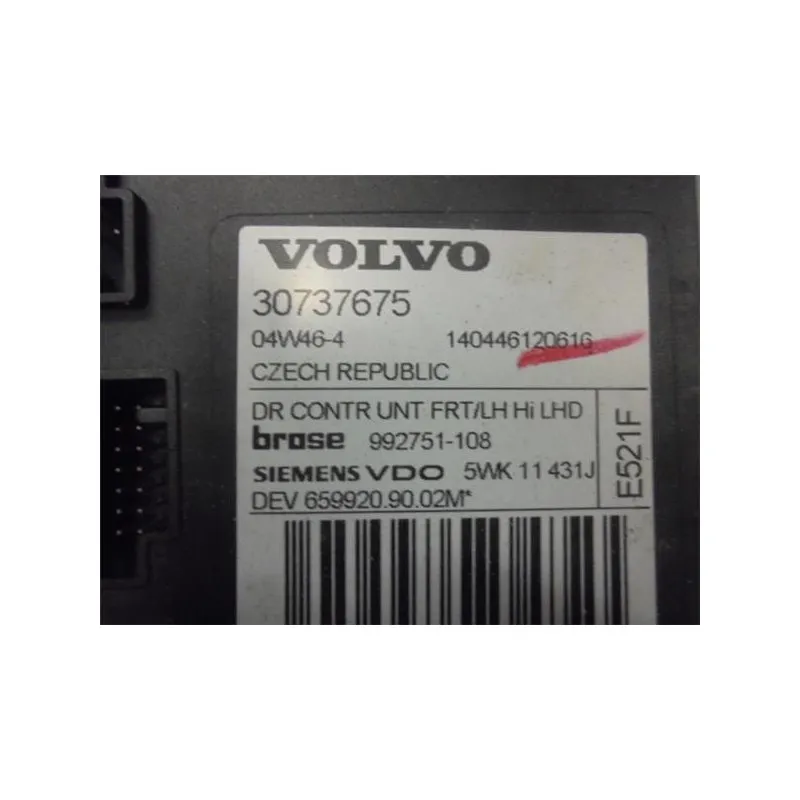 VOLVO
30737675
04W46-4 140446120616
CZECH REPUBLIC
DR CONTR UNT FRT/LH Hi LHD
brose 992751-108
SIEMENS VDO 5WK 11 431J
DEV 659920.90.02M*
E521F